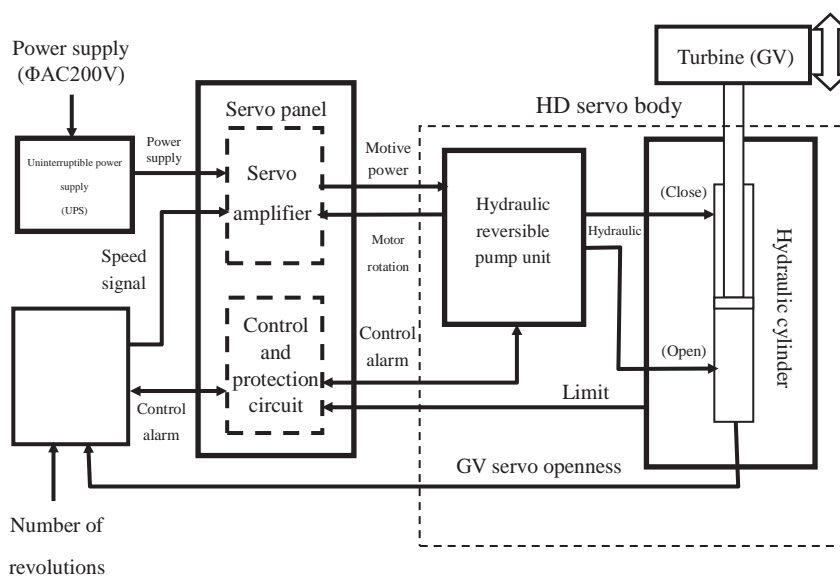 Power supply
(ΦAC200V)
Turbine (GV)
Servo panel
HD servo body
Uninterruptible power
supply
(UPS)
Power
supply
Servo
amplifier
Motive
power
Motor
rotation
Hydraulic
reversible
pump unit
(Close)
Hydraulic
(Open)
Hydraulic cylinder
Speed
signal
Control
and
protection
circuit
Control
alarm
Control
alarm
Limit
GV servo openness
Number of
revolutions